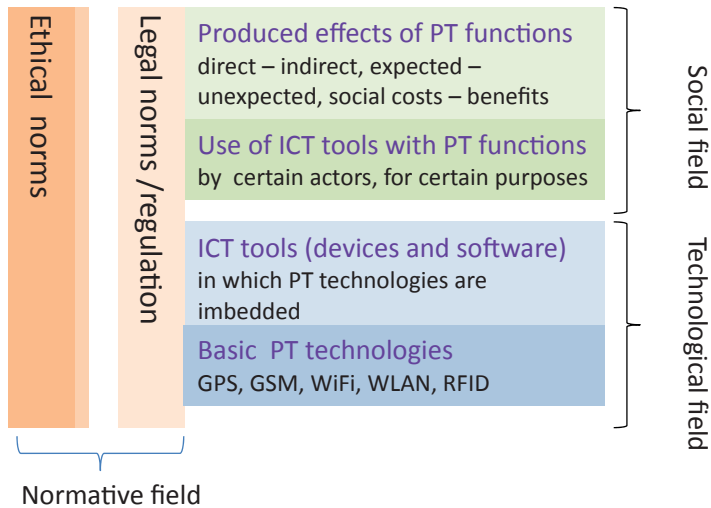 Ethical norms
Legal norms /regulation
Produced effects of PT functions
direct – indirect, expected –
unexpected, social costs – benefits
Use of ICT tools with PT functions
by certain actors, for certain purposes
ICT tools (devices and software)
in which PT technologies are
imbedded
Basic PT technologies
GPS, GSM, WiFi, WLAN, RFID
Social field
Technological field
Normative field